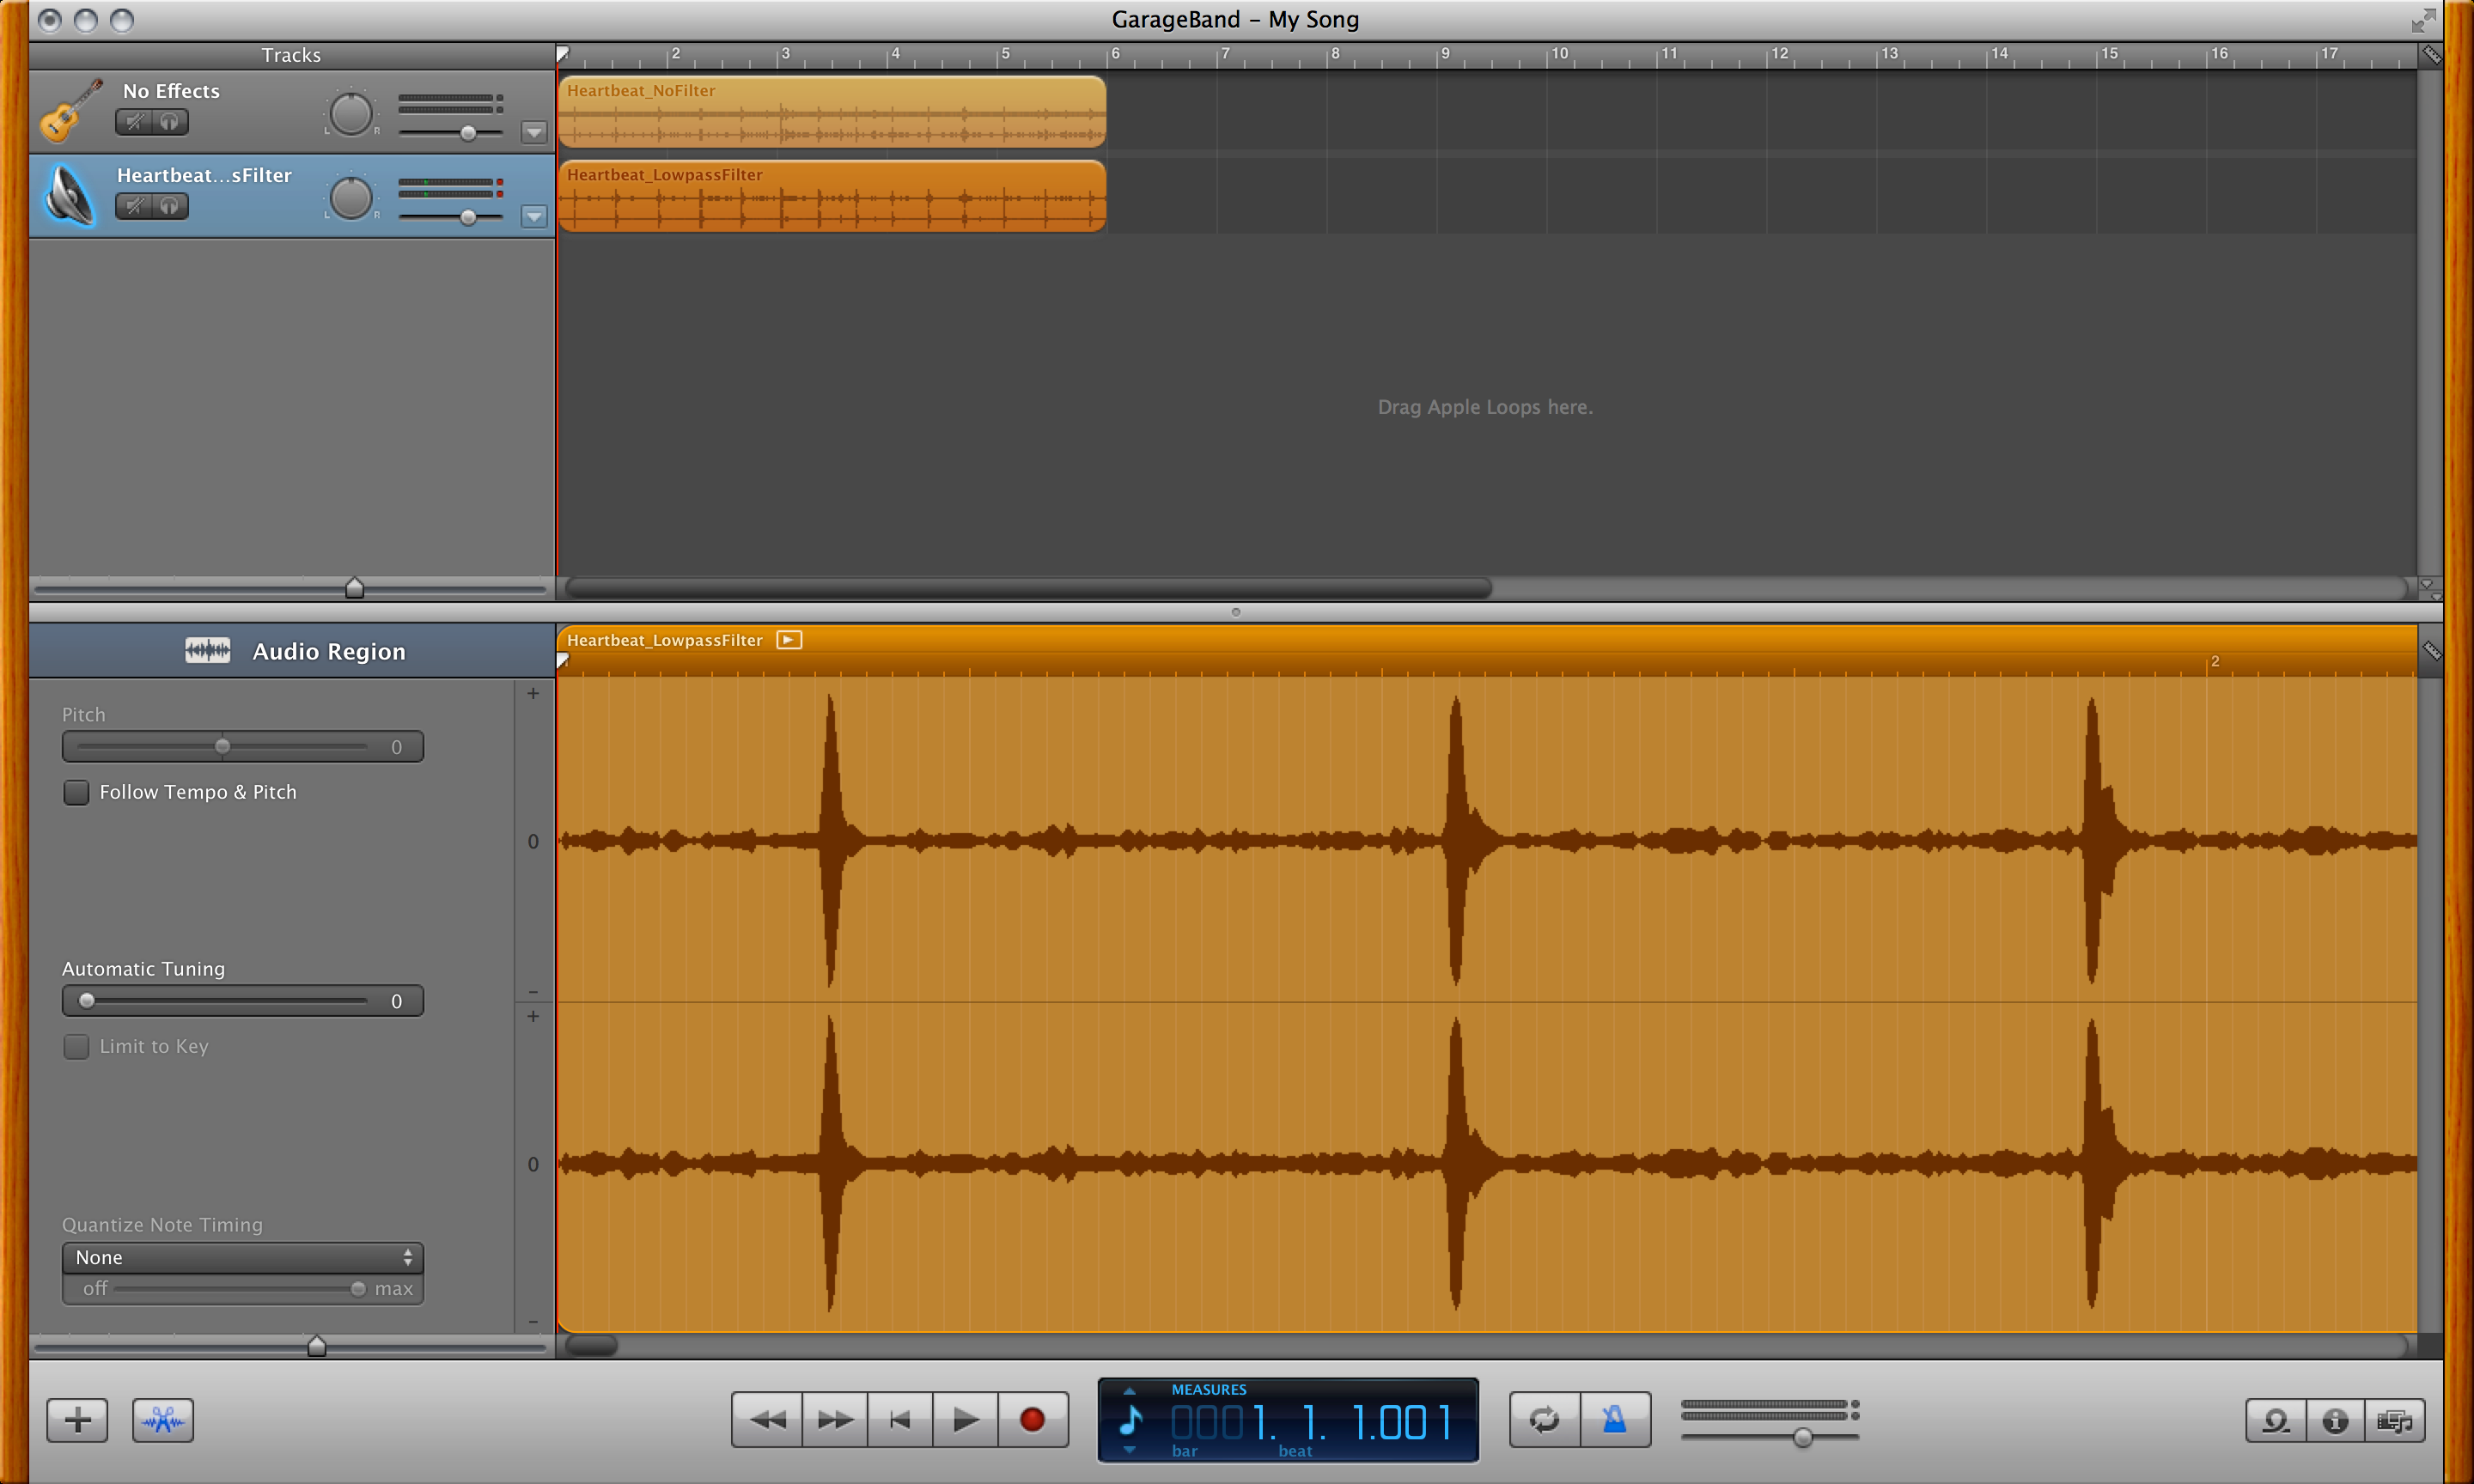 GarageBand – My Song
Tracks
2 3 4 5 6 7 8 9 10 11 12 13 14 15 16 17
No Effects
L R
Heartbeat_NoFilter
Heartbeat...sFilter
L R
Heartbeat_LowpassFilter
Drag Apple Loops here.
Audio Region
Heartbeat_LowpassFilter
2
Pitch
0
Follow Tempo & Pitch
+
0
–
Automatic Tuning
0
+
Limit to Key
0
Quantize Note Timing
None
off max
–
MEASURES
0001. 1. 1.001
bar beat